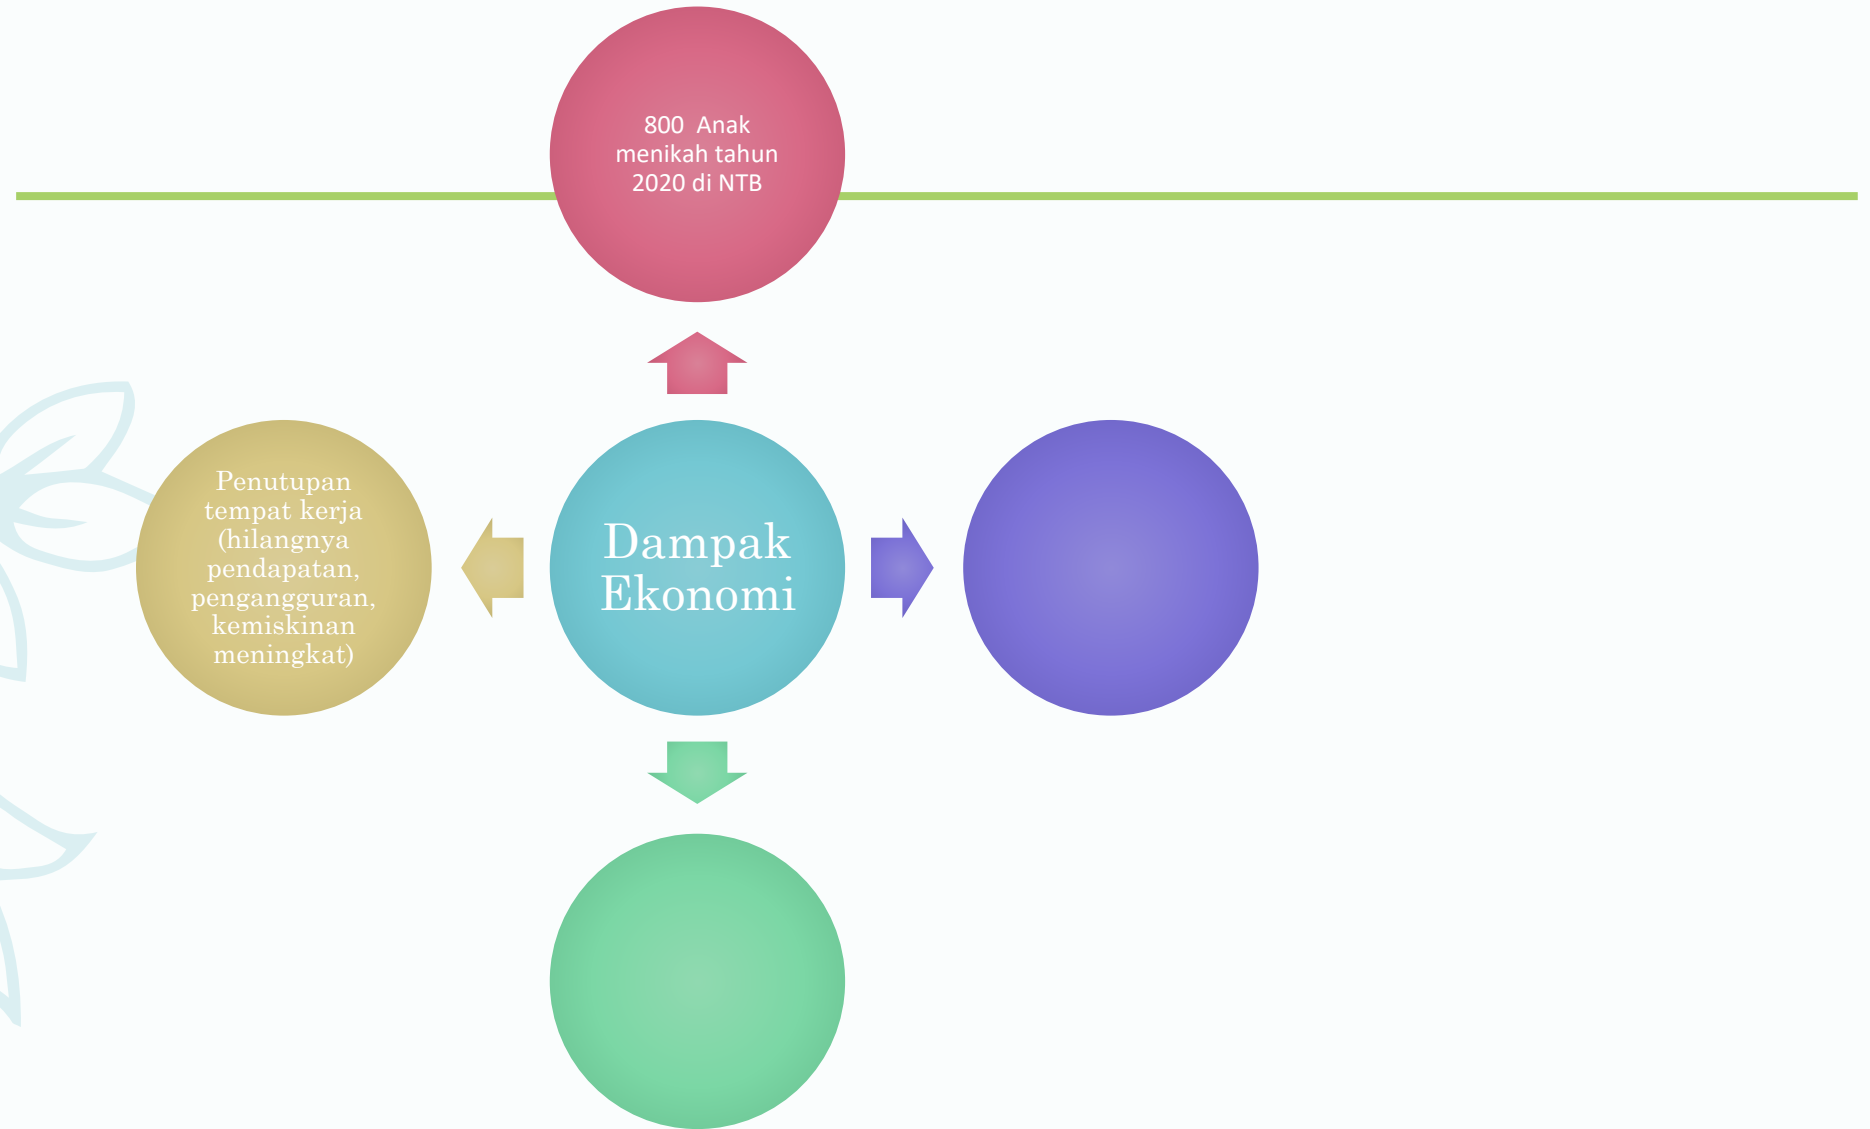 800 Anak
menikah tahun
2020 di NTB
Penutupan
tempat kerja
(hilangnya
pendapatan,
pengangguran,
kemiskinan
meningkat)
Dampak
Ekonomi